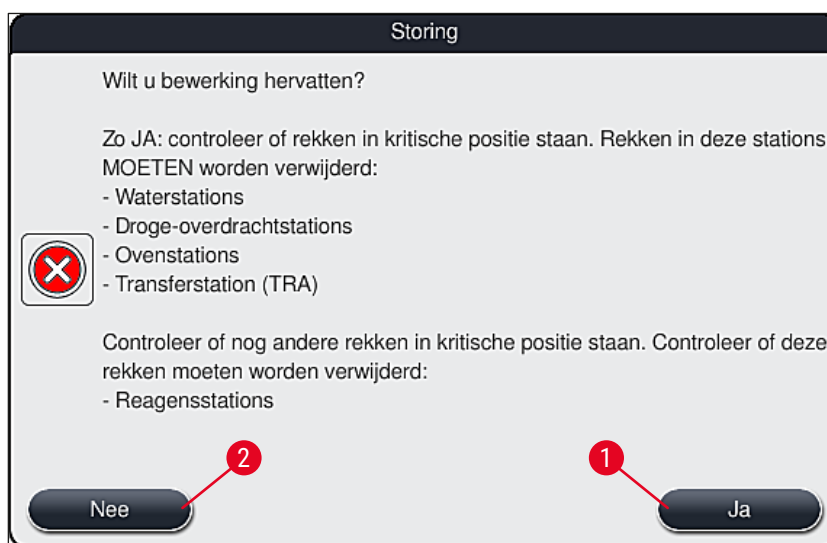 Storing
Wilt u bewerking hervatten?
Zo JA: controleer of rekken in kritische positie staan. Rekken in deze stations
MOETEN worden verwijderd:
- Waterstations
- Droge-overdrachtstations
- Ovenstations
- Transferstation (TRA)
Controleer of nog andere rekken in kritische positie staan. Controleer of deze
rekken moeten worden verwijderd:
- Reagensstations
2
1
Nee
Ja